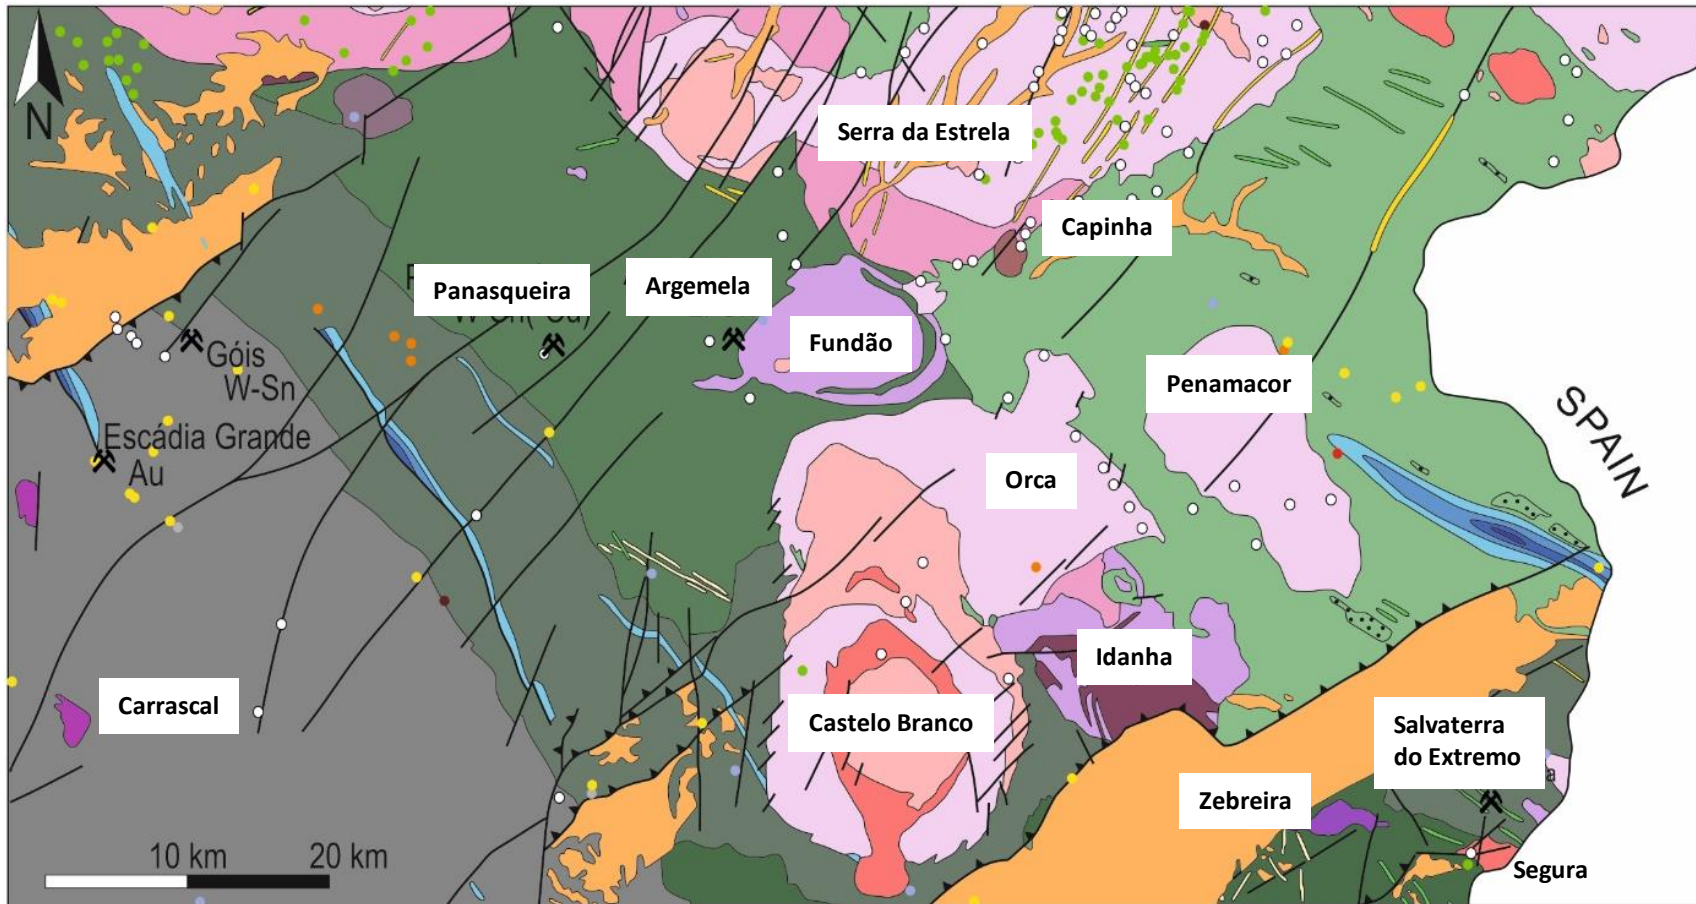 N
Serra da Estrela
Capinha
Panasqueira
Argemela
W-Sn(
Fundão
Góis
W-Sn
Penamacor
SPAIN
Escádia Grande
Au
Orca
Idanha
Carrascal
Castelo Branco
Salvaterra
do Extremo
Zebreira
10 km
20 km
Segura